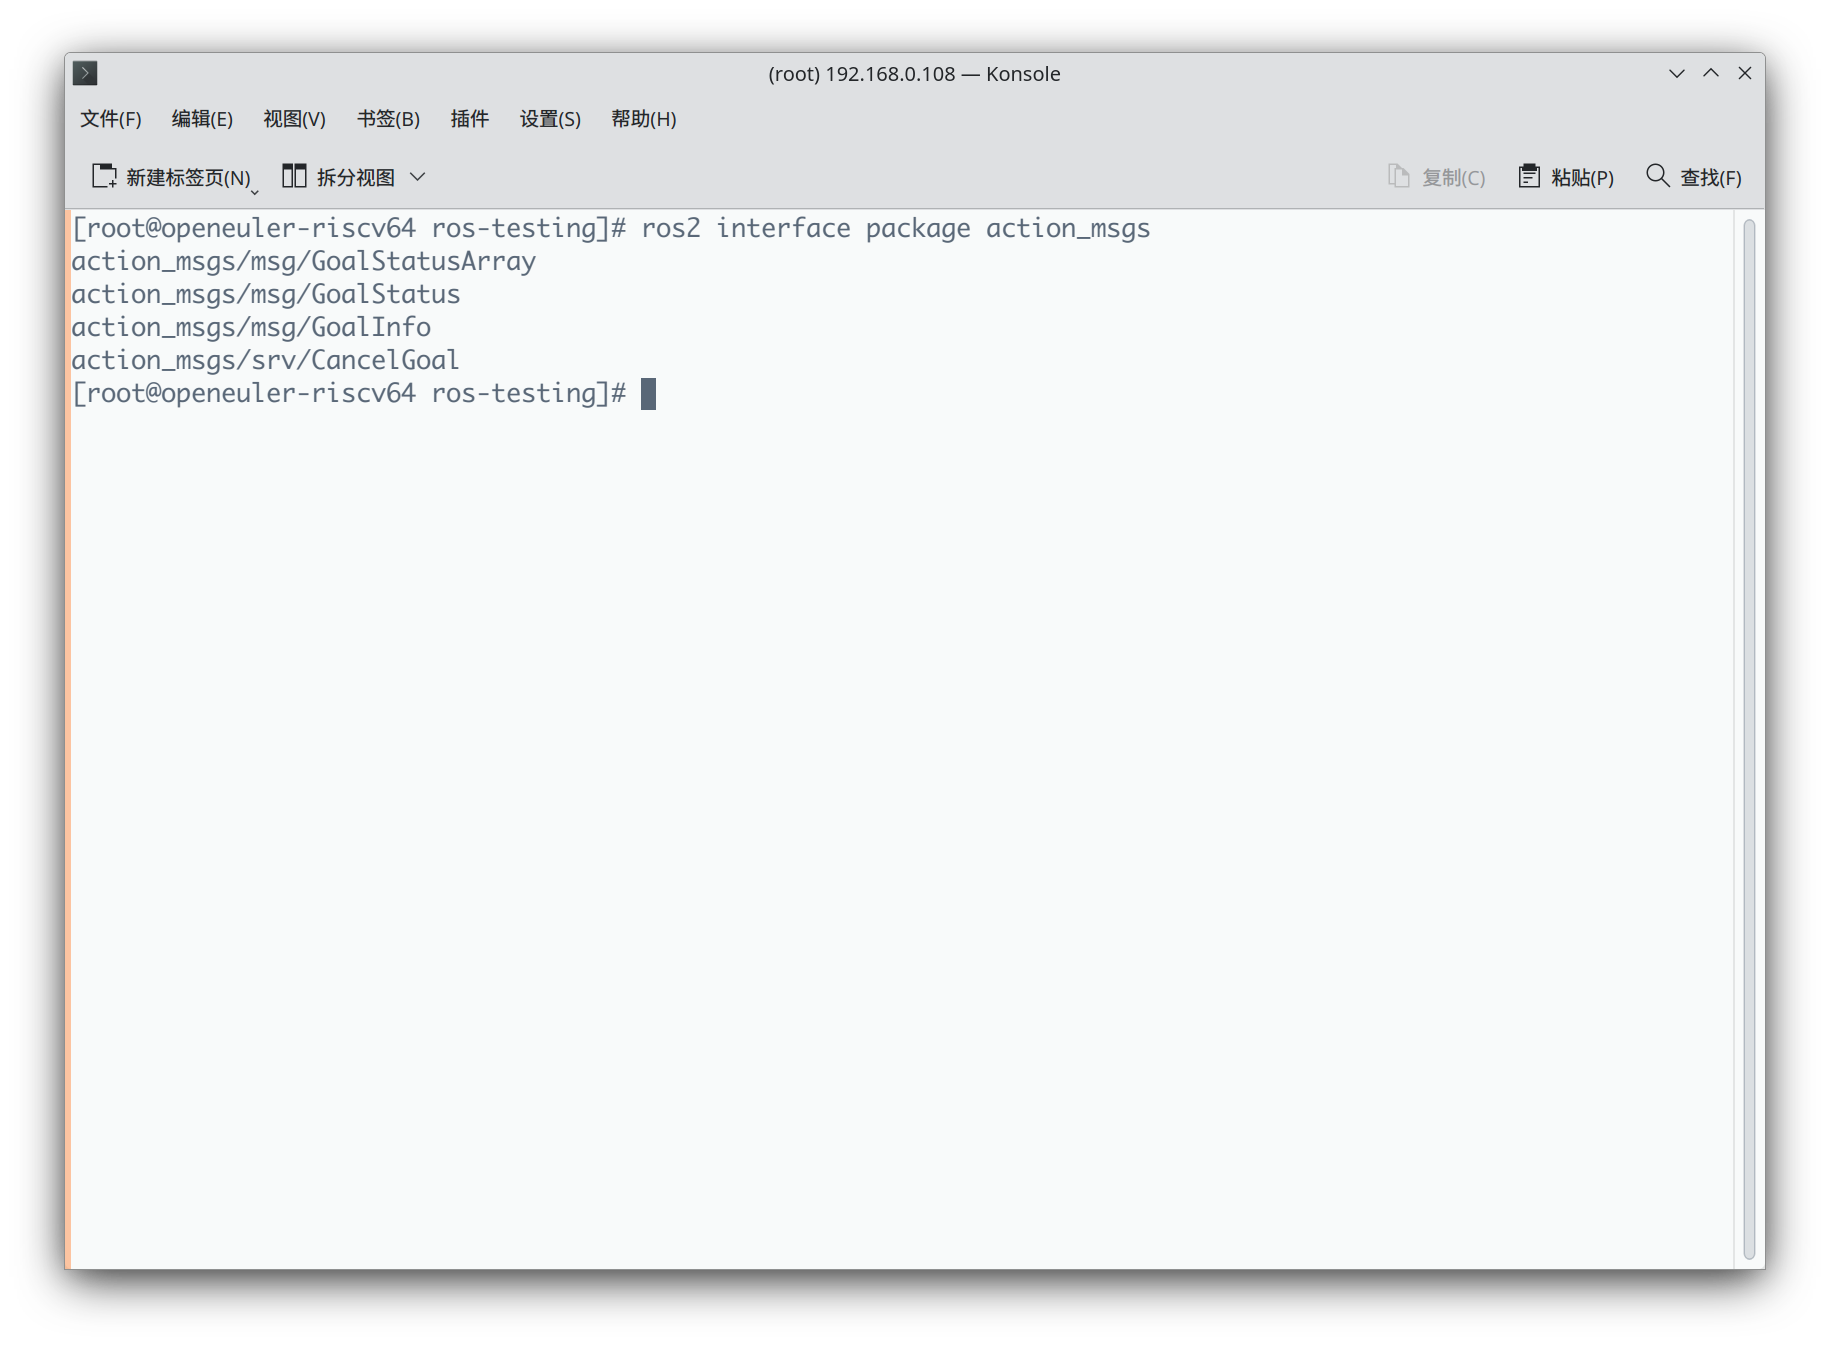 (root) 192.168.0.108 — Konsole
文件(F) 编辑(E) 视图(V) 书签(B) 插件 设置(S) 帮助(H)
新建标签页(N) 拆分视图 复制(C) 粘贴(P) 查找(F)
[root@openeuler-riscv64 ros-testing]# ros2 interface package action_msgs
action_msgs/msg/GoalStatusArray
action_msgs/msg/GoalStatus
action_msgs/msg/GoalInfo
action_msgs/srv/CancelGoal
[root@openeuler-riscv64 ros-testing]#